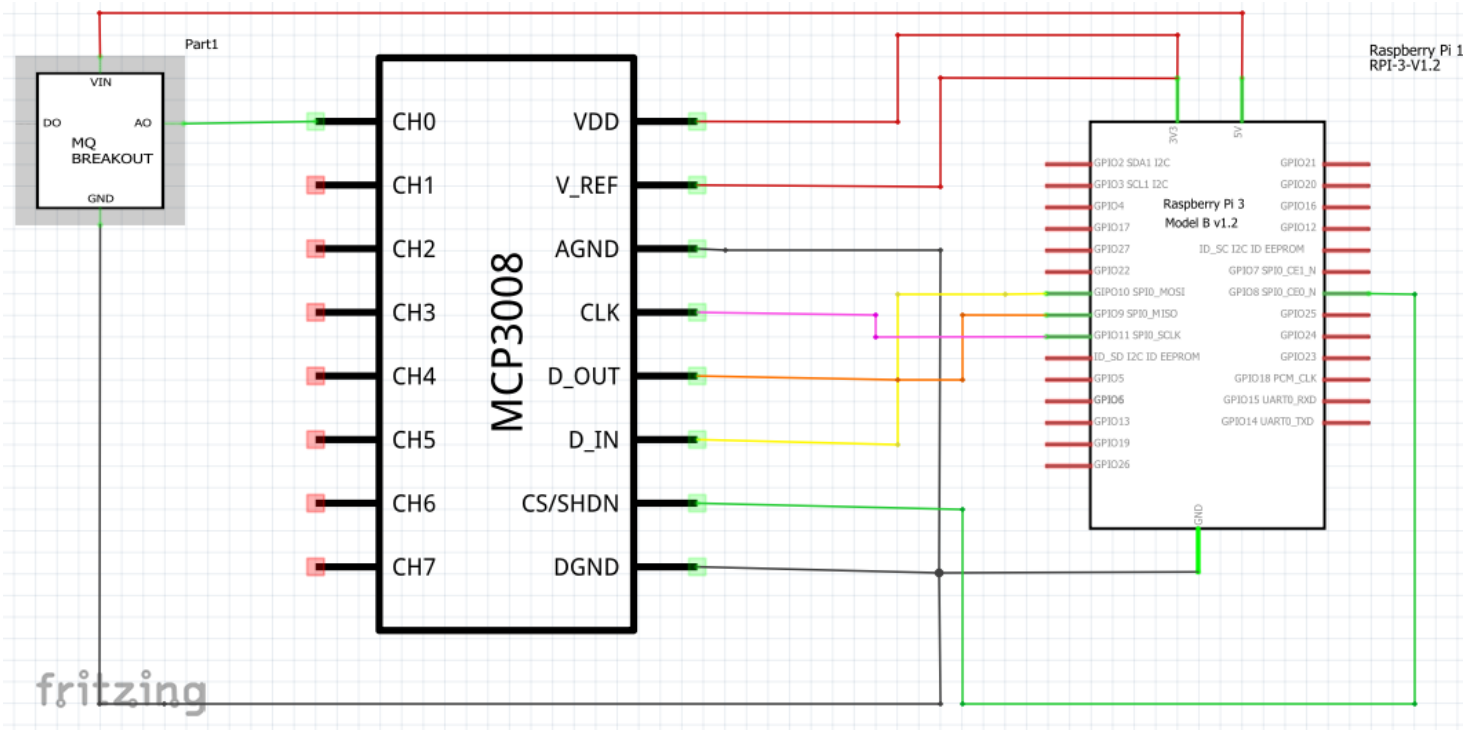 Part1
VIN
DO
AO
MQ
BREAKOUT
GND
CH0
CH1
CH2
CH3
CH4
CH5
CH6
CH7
MCP3008
VDD
V_REF
AGND
CLK
D_OUT
D_IN
CS/SHDN
DGND
Raspberry Pi 1
RPI-3-V1.2
3V3
5V
GPIO2 SDA1 I2C
GPIO3 SCL1 I2C
GPIO4
GPIO17
GPIO27
GPIO22
GIPO10 SPI0_MOSI
GPIO9 SPI0_MISO
GPIO11 SPI0_SCLK
ID_SD I2C ID EEPROM
GPIO5
GPIO6
GPIO13
GPIO19
GPIO26
Raspberry Pi 3
Model B v1.2
GPIO21
GPIO20
GPIO16
GPIO12
ID_SC I2C ID EEPROM
GPIO7 SPI0_CE1_N
GPIO8 SPI0_CE0_N
GPIO25
GPIO24
GPIO23
GPIO18 PCM_CLK
GPIO15 UART0_RXD
GPIO14 UART0_TXD
GND
fritzing